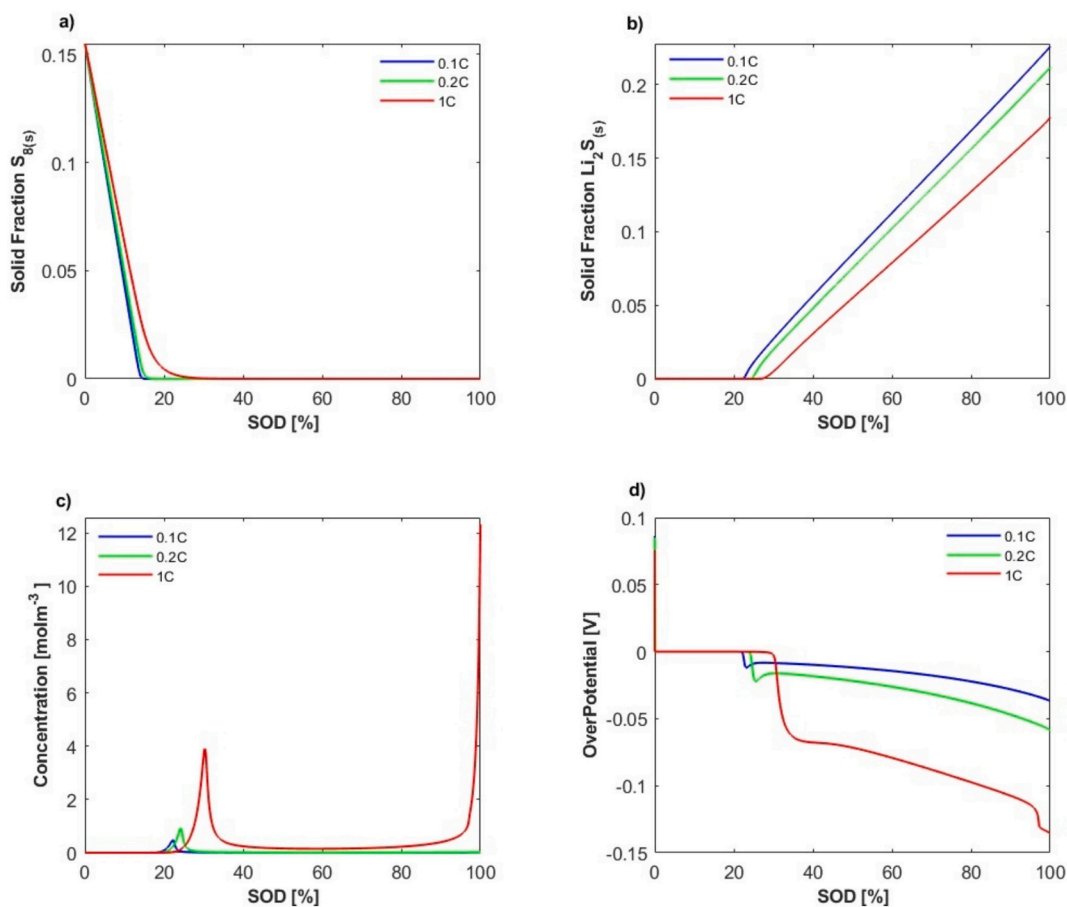 a)
Solid Fraction S8(s)
0.15
0.1
0.05
0
0 20 40 60 80 100
SOD [%]
0.1C
0.2C
1C
b)
Solid Fraction Li2S(s)
0.2
0.15
0.1
0.05
0
0 20 40 60 80 100
SOD [%]
0.1C
0.2C
1C
c)
Concentration [molm-3 ]
12
10
8
6
4
2
0
0 20 40 60 80 100
SOD [%]
0.1C
0.2C
1C
d)
OverPotential [V]
0.1
0.05
0
-0.05
-0.1
-0.15
0 20 40 60 80 100
SOD [%]
0.1C
0.2C
1C